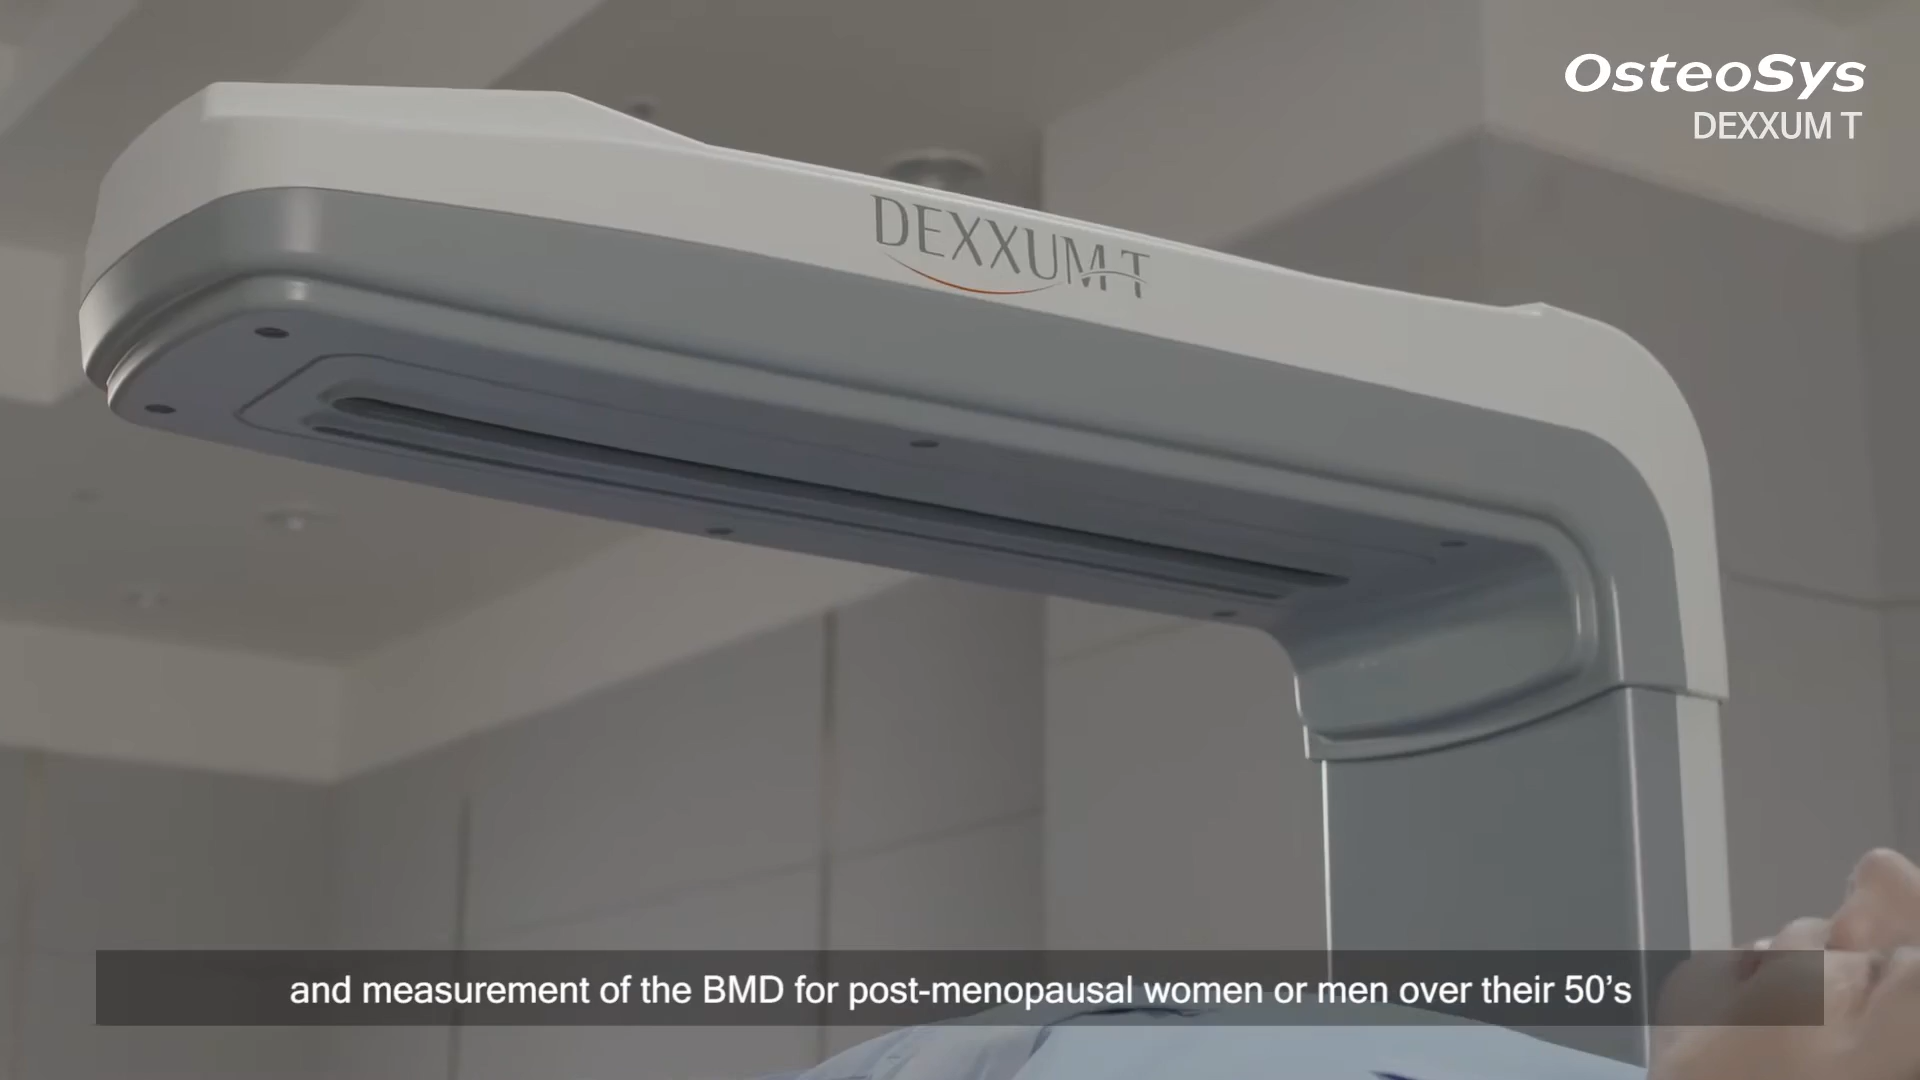 OsteoSys
DEXXUM T
DEXXUM T
and measurement of the BMD for post-menopausal women or men over their 50’s